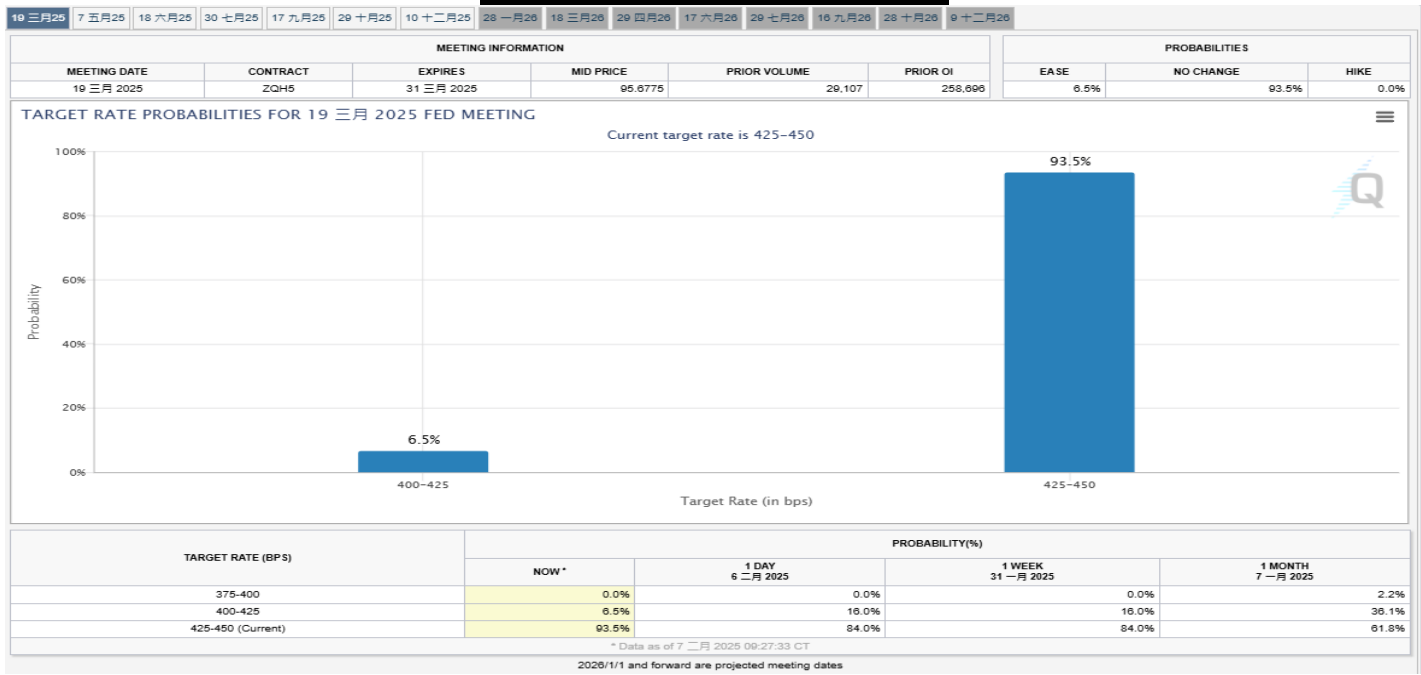 19 三月25 7 五月25 18 六月25 30 七月25 17 九月25 29 十月25 10 十二月25 28 一月26 18 三月26 29 四月26 17 六月26 29 七月26 16 九月26 28 十月26 9 十二月26
MEETING INFORMATION PROBABILITIES
MEETING DATE CONTRACT EXPIRES MID PRICE PRIOR VOLUME PRIOR OI EASE NO CHANGE HIKE
19 三月 2025 ZQH5 31 三月 2025 95.6775 29,107 258,696 6.5% 93.5% 0.0%
TARGET RATE PROBABILITIES FOR 19 三月 2025 FED MEETING
Current target rate is 425-450
100%
93.5%
Q
80%
60%
Probability
40%
20%
6.5%
0%
400-425 425-450
Target Rate (in bps)
TARGET RATE (BPS) PROBABILITY(%)
NOW * 1 DAY 1 WEEK 1 MONTH
6 二月 2025 31 一月 2025 7 一月 2025
375-400 0.0% 0.0% 0.0% 2.2%
400-425 6.5% 16.0% 16.0% 36.1%
425-450 (Current) 93.5% 84.0% 84.0% 61.8%
* Data as of 7 二月 2025 09:27:33 CT
2026/1/1 and forward are projected meeting dates